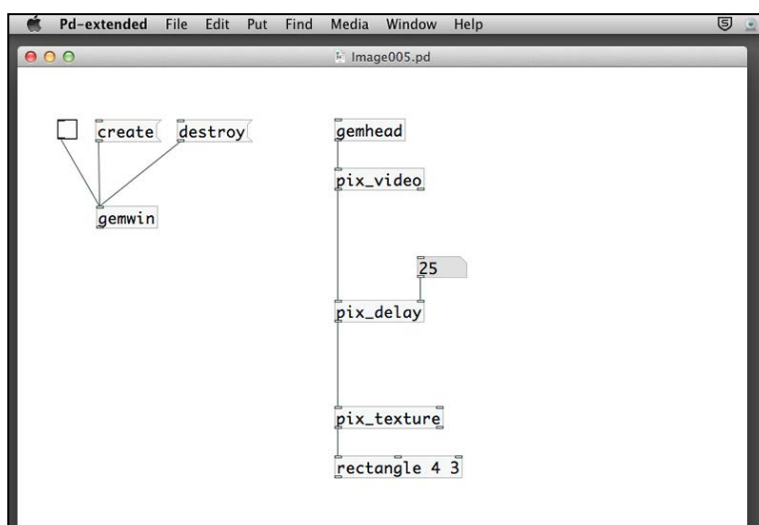 Pd-extended File Edit Put Find Media Window Help
Image005.pd
create destroy
gemwin
gemhead
pix_video
25
pix_delay
pix_texture
rectangle 4 3